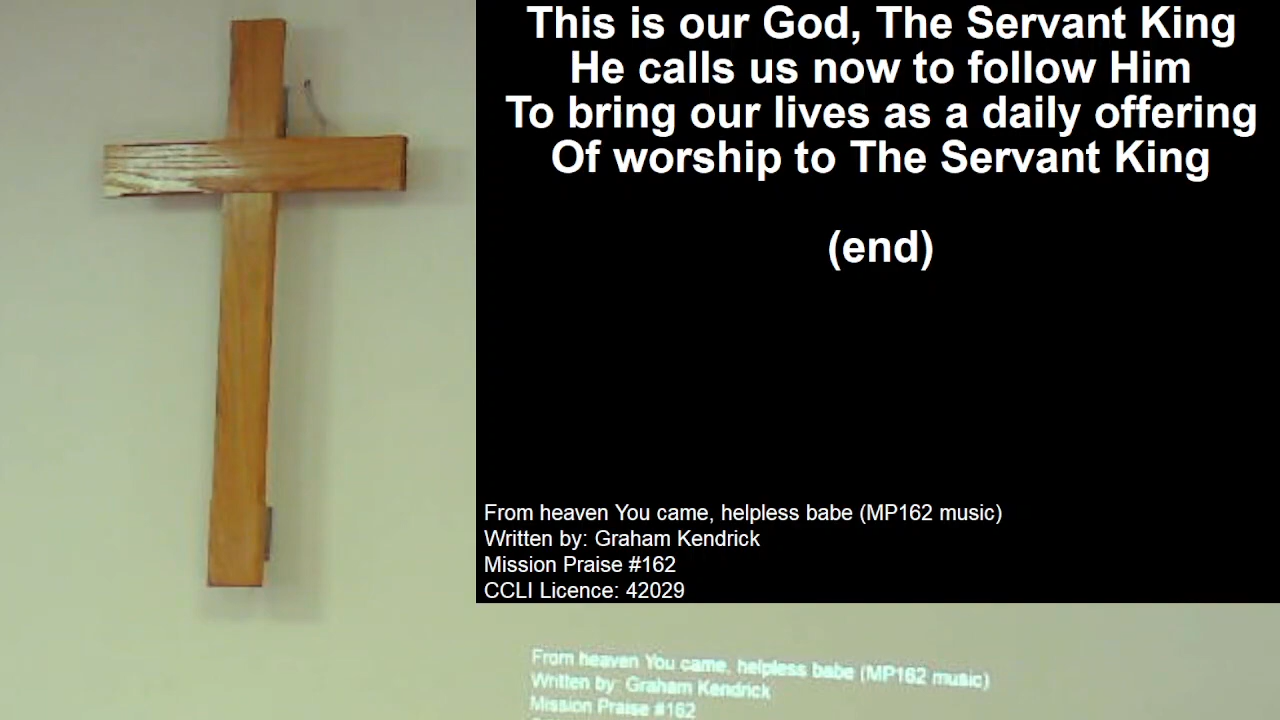 This is our God, The Servant King
He calls us now to follow Him
To bring our lives as a daily offering
Of worship to The Servant King
(end)
From heaven You came, helpless babe (MP162 music)
Written by: Graham Kendrick
Mission Praise #162
CCLI Licence: 42029
From heaven You came, helpless babe (MP162 music)
Written by: Graham Kendrick
Mission Praise #162